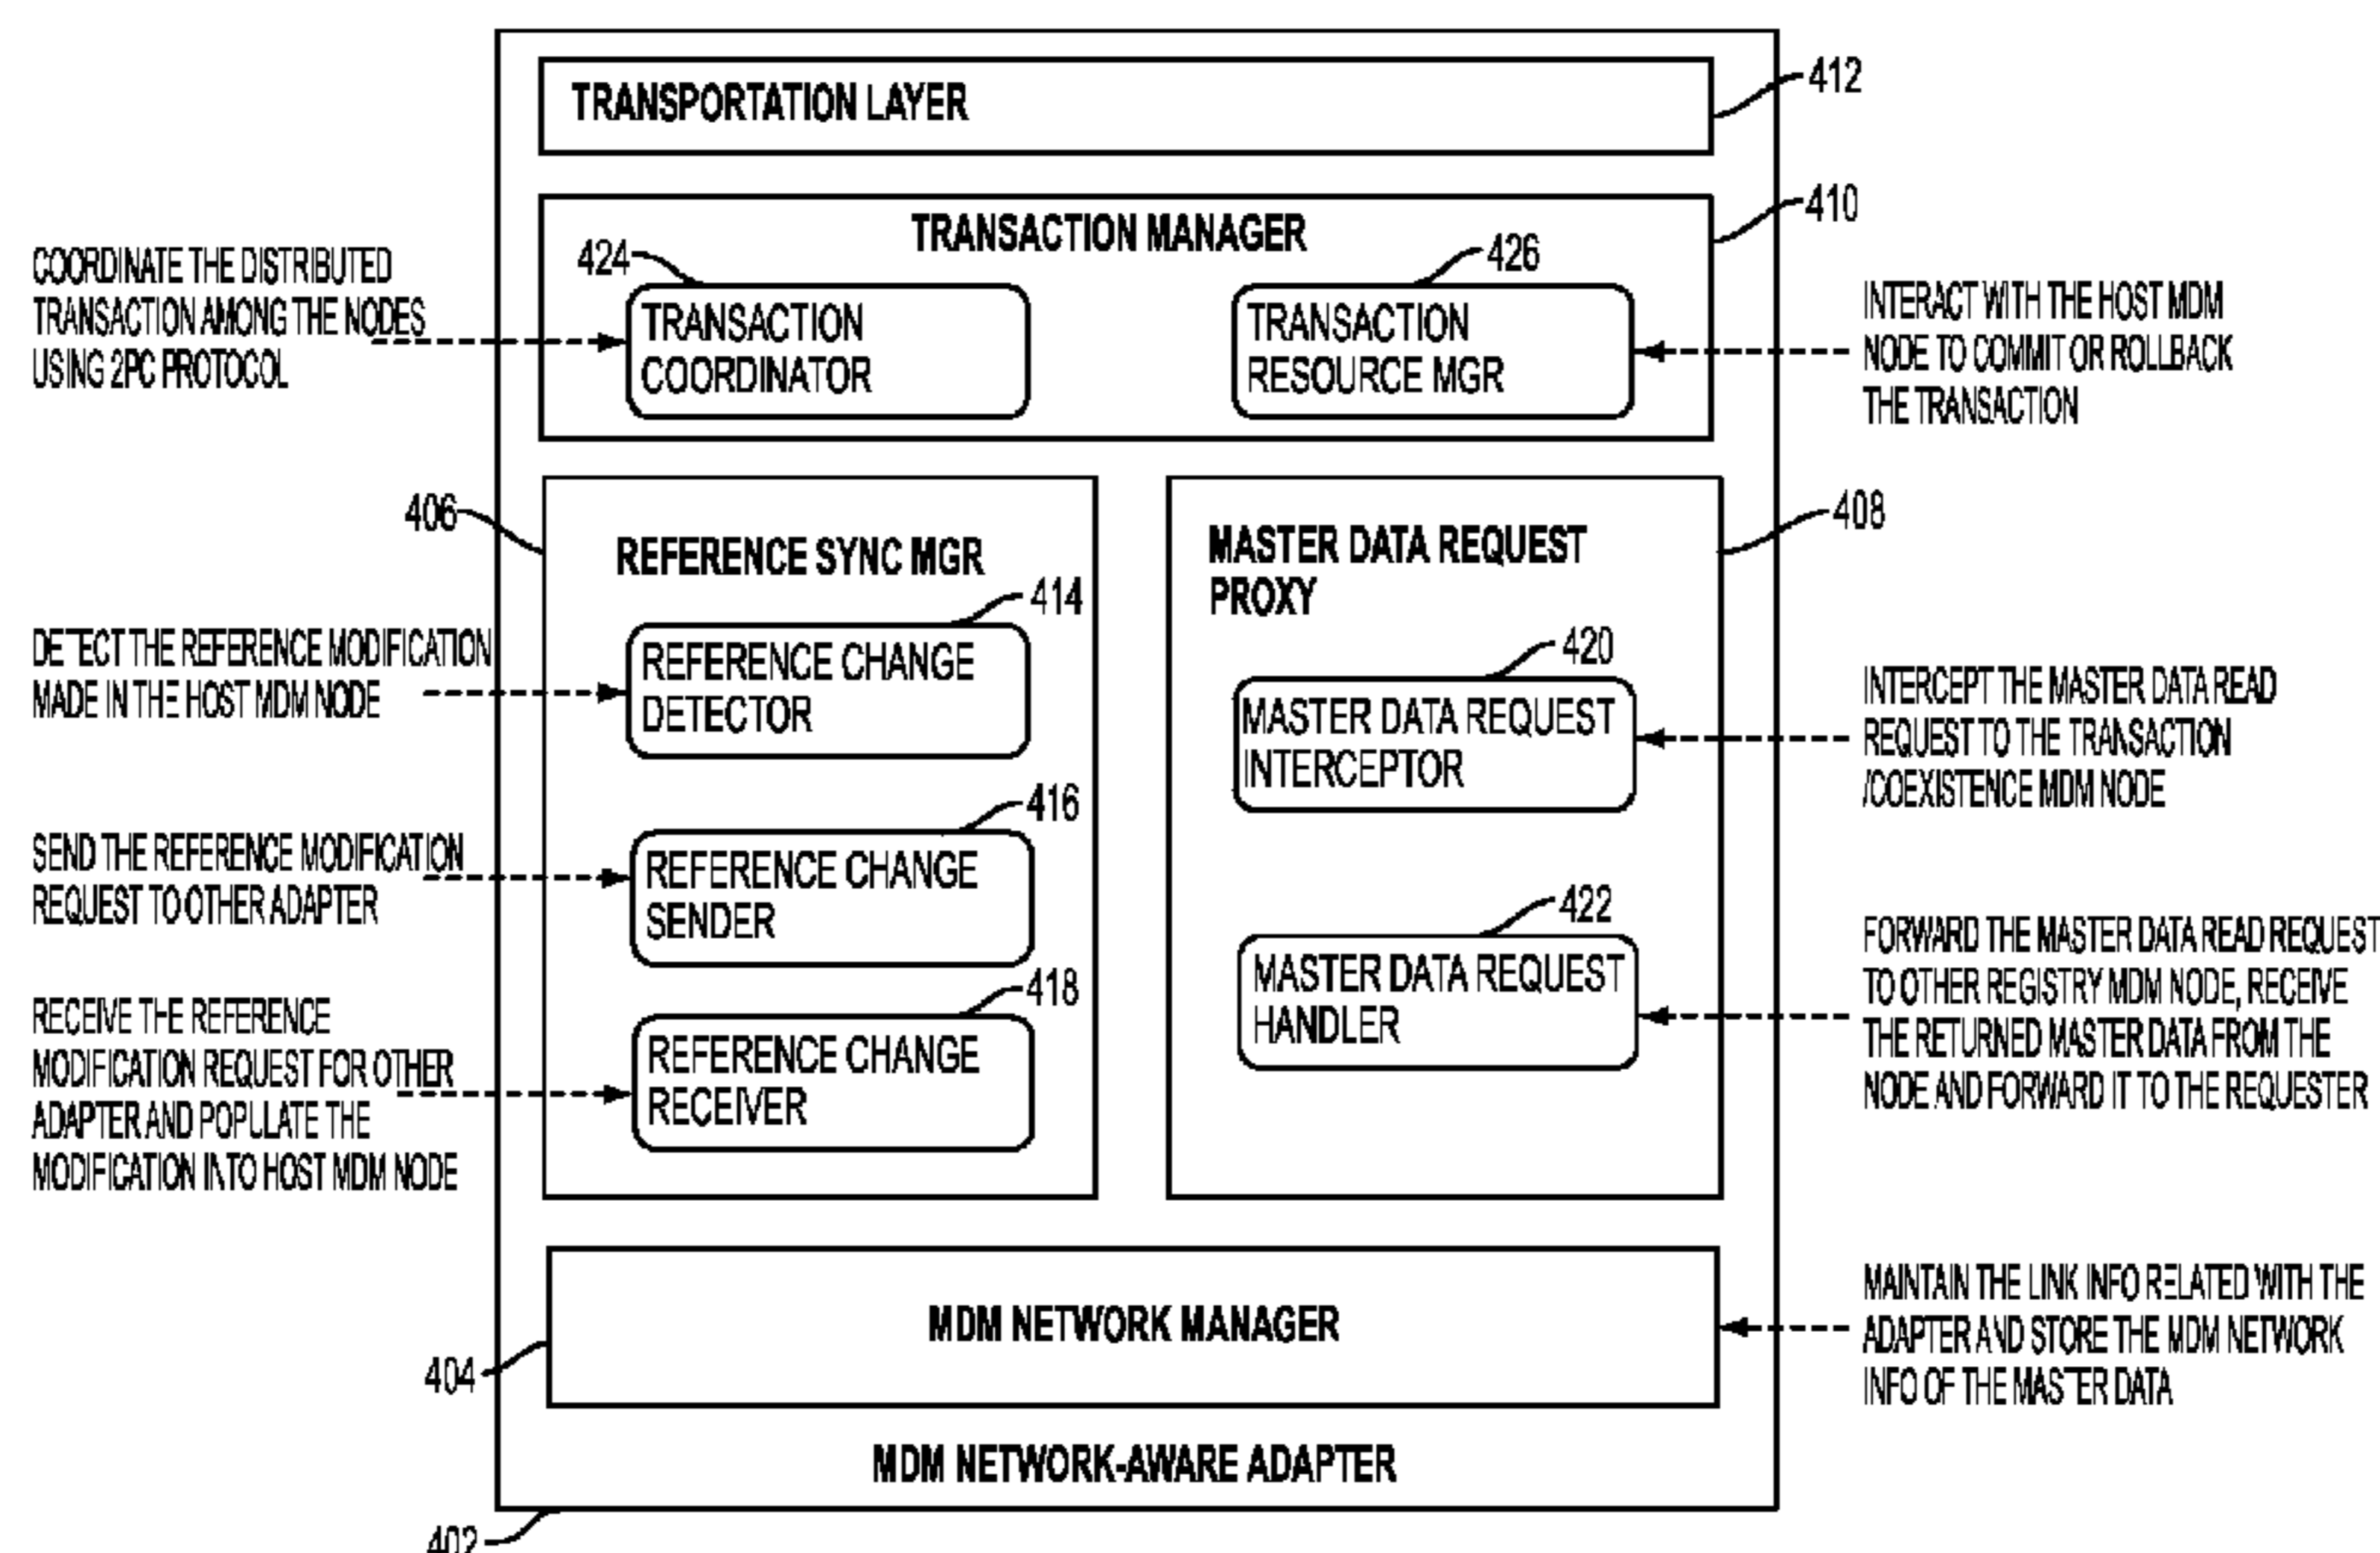 TRANSPORTATION LAYER
412
410
TRANSACTION MANAGER
424
426
COORDINATE THE DISTRIBUTED
TRANSACTION AMONG THE NODES
USING 2PC PROTOCOL
TRANSACTION
COORDINATOR
TRANSACTION
RESOURCE MGR
INTERACT WITH THE HOST MDM
NODE TO COMMIT OR ROLLBACK
THE TRANSACTION
406
408
REFERENCE SYNC MGR
414
DETECT THE REFERENCE MODIFICATION
MADE IN THE HOST MDM NODE
REFERENCE CHANGE
DETECTOR
416
SEND THE REFERENCE MODIFICATION
REQUEST TO OTHER ADAPTER
REFERENCE CHANGE
SENDER
418
RECEIVE THE REFERENCE
MODIFICATION REQUEST FOR OTHER
ADAPTER AND POPULATE THE
MODIFICATION INTO HOST MDM NODE
REFERENCE CHANGE
RECEIVER
MASTER DATA REQUEST
PROXY
420
MASTER DATA REQUEST
INTERCEPTOR
INTERCEPT THE MASTER DATA READ
REQUEST TO THE TRANSACTION
/COEXISTENCE MDM NODE
422
MASTER DATA REQUEST
HANDLER
FORWARD THE MASTER DATA READ REQUEST
TO OTHER REGISTRY MDM NODE, RECEIVE
THE RETURNED MASTER DATA FROM THE
NODE AND FORWARD IT TO THE REQUESTER
MDM NETWORK MANAGER
404
MAINTAIN THE LINK INFO RELATED WITH THE
ADAPTER AND STORE THE MDM NETWORK
INFO OF THE MASTER DATA
MDM NETWORK-AWARE ADAPTER
402